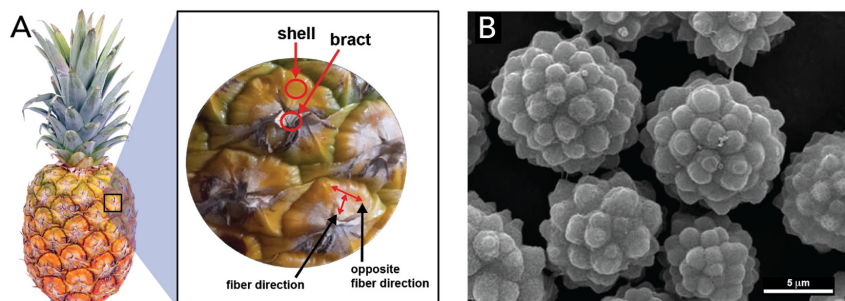 A
shell
bract
fiber direction
opposite
fiber direction
B
5 μm